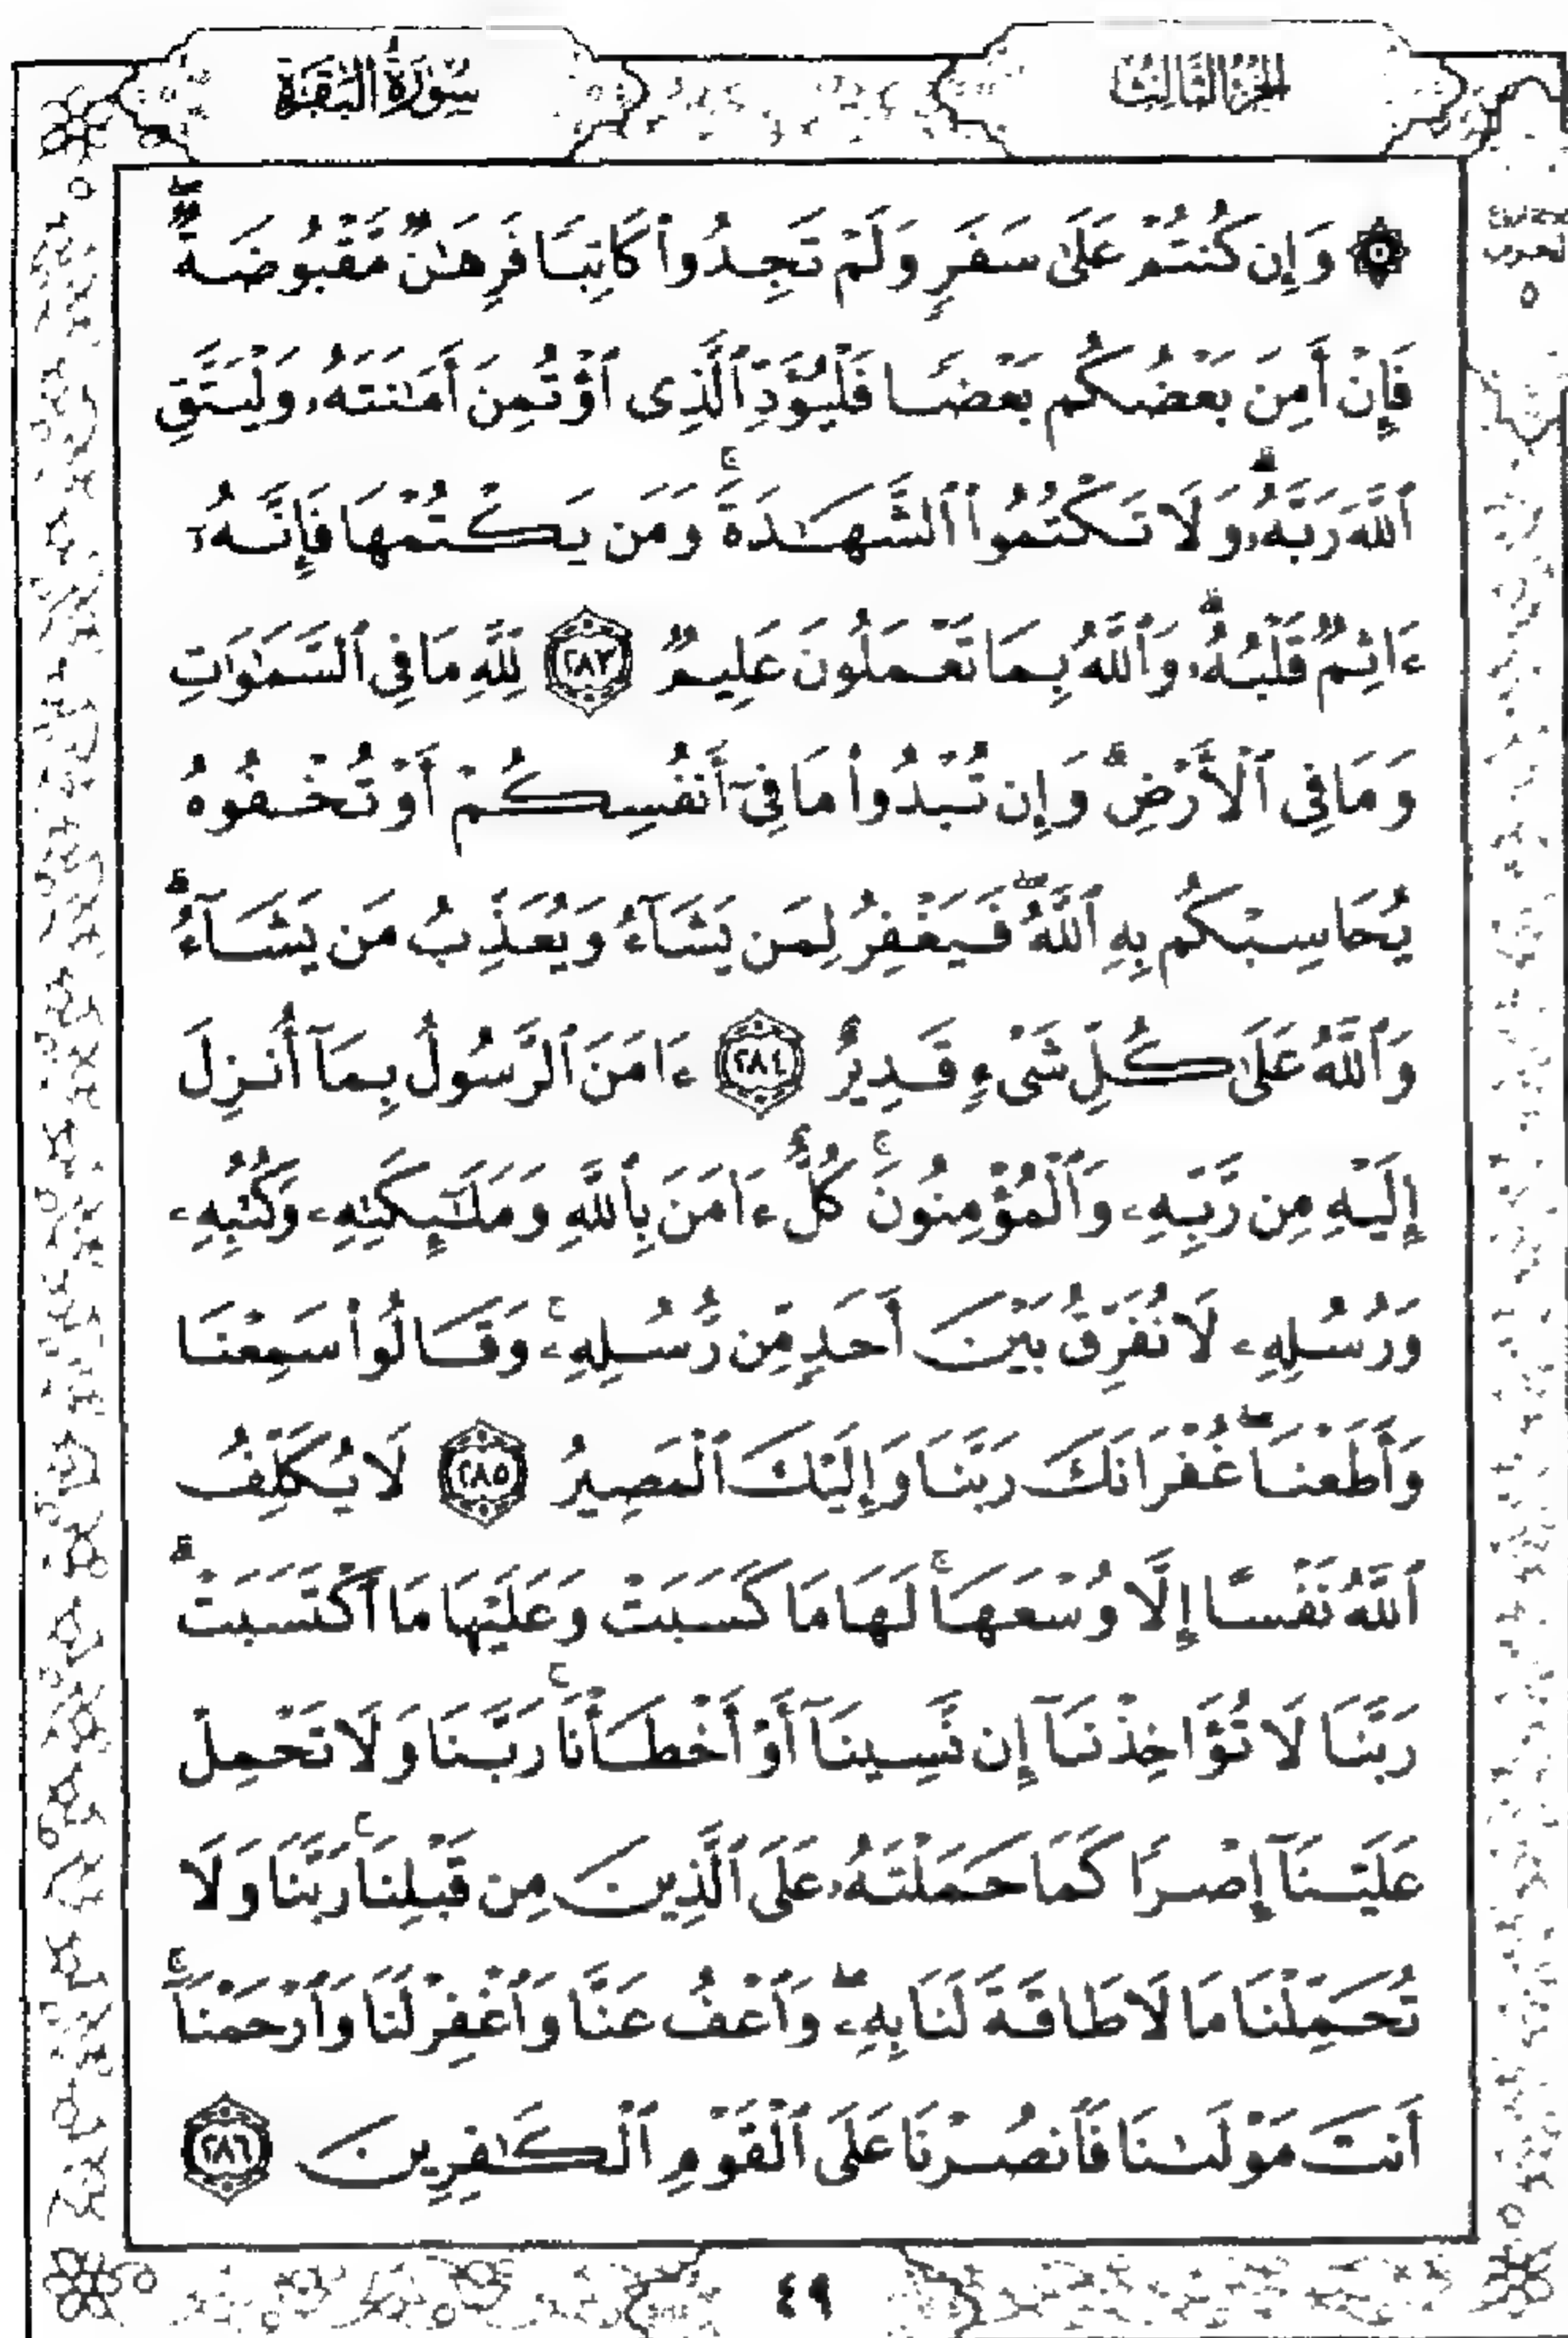 الجزء الثالث
سورة البقرة
۞ وَإِن كُنتُمْ عَلَىٰ سَفَرٍ وَلَمْ تَجِدُوا۟ كَاتِبًا فَرِهَـٰنٌ مَّقْبُوضَةٌ ۖ
فَإِنْ أَمِنَ بَعْضُكُم بَعْضًا فَلْيُؤَدِّ ٱلَّذِى ٱؤْتُمِنَ أَمَـٰنَتَهُۥ وَلْيَتَّقِ
ٱللَّهَ رَبَّهُۥ ۗ وَلَا تَكْتُمُوا۟ ٱلشَّهَـٰدَةَ ۚ وَمَن يَكْتُمْهَا فَإِنَّهُۥٓ
ءَاثِمٌ قَلْبُهُۥ ۗ وَٱللَّهُ بِمَا تَعْمَلُونَ عَلِيمٌ ٢٨٣ لِّلَّهِ مَا فِى ٱلسَّمَـٰوَٰتِ
وَمَا فِى ٱلْأَرْضِ ۗ وَإِن تُبْدُوا۟ مَا فِىٓ أَنفُسِكُمْ أَوْ تُخْفُوهُ
يُحَاسِبْكُم بِهِ ٱللَّهُ ۖ فَيَغْفِرُ لِمَن يَشَآءُ وَيُعَذِّبُ مَن يَشَآءُ ۗ
وَٱللَّهُ عَلَىٰ كُلِّ شَىْءٍ قَدِيرٌ ٢٨٤ ءَامَنَ ٱلرَّسُولُ بِمَآ أُنزِلَ
إِلَيْهِ مِن رَّبِّهِۦ وَٱلْمُؤْمِنُونَ ۚ كُلٌّ ءَامَنَ بِٱللَّهِ وَمَلَـٰٓئِكَتِهِۦ وَكُتُبِهِۦ
وَرُسُلِهِۦ لَا نُفَرِّقُ بَيْنَ أَحَدٍ مِّن رُّسُلِهِۦ ۚ وَقَالُوا۟ سَمِعْنَا
وَأَطَعْنَا ۖ غُفْرَانَكَ رَبَّنَا وَإِلَيْكَ ٱلْمَصِيرُ ٢٨٥ لَا يُكَلِّفُ
ٱللَّهُ نَفْسًا إِلَّا وُسْعَهَا ۚ لَهَا مَا كَسَبَتْ وَعَلَيْهَا مَا ٱكْتَسَبَتْ ۗ
رَبَّنَا لَا تُؤَاخِذْنَآ إِن نَّسِينَآ أَوْ أَخْطَأْنَا ۚ رَبَّنَا وَلَا تَحْمِلْ
عَلَيْنَآ إِصْرًا كَمَا حَمَلْتَهُۥ عَلَى ٱلَّذِينَ مِن قَبْلِنَا ۚ رَبَّنَا وَلَا
تُحَمِّلْنَا مَا لَا طَاقَةَ لَنَا بِهِۦ ۖ وَٱعْفُ عَنَّا وَٱغْفِرْ لَنَا وَٱرْحَمْنَآ ۚ
أَنتَ مَوْلَىٰنَا فَٱنصُرْنَا عَلَى ٱلْقَوْمِ ٱلْكَـٰفِرِينَ ٢٨٦
٥
٤٩